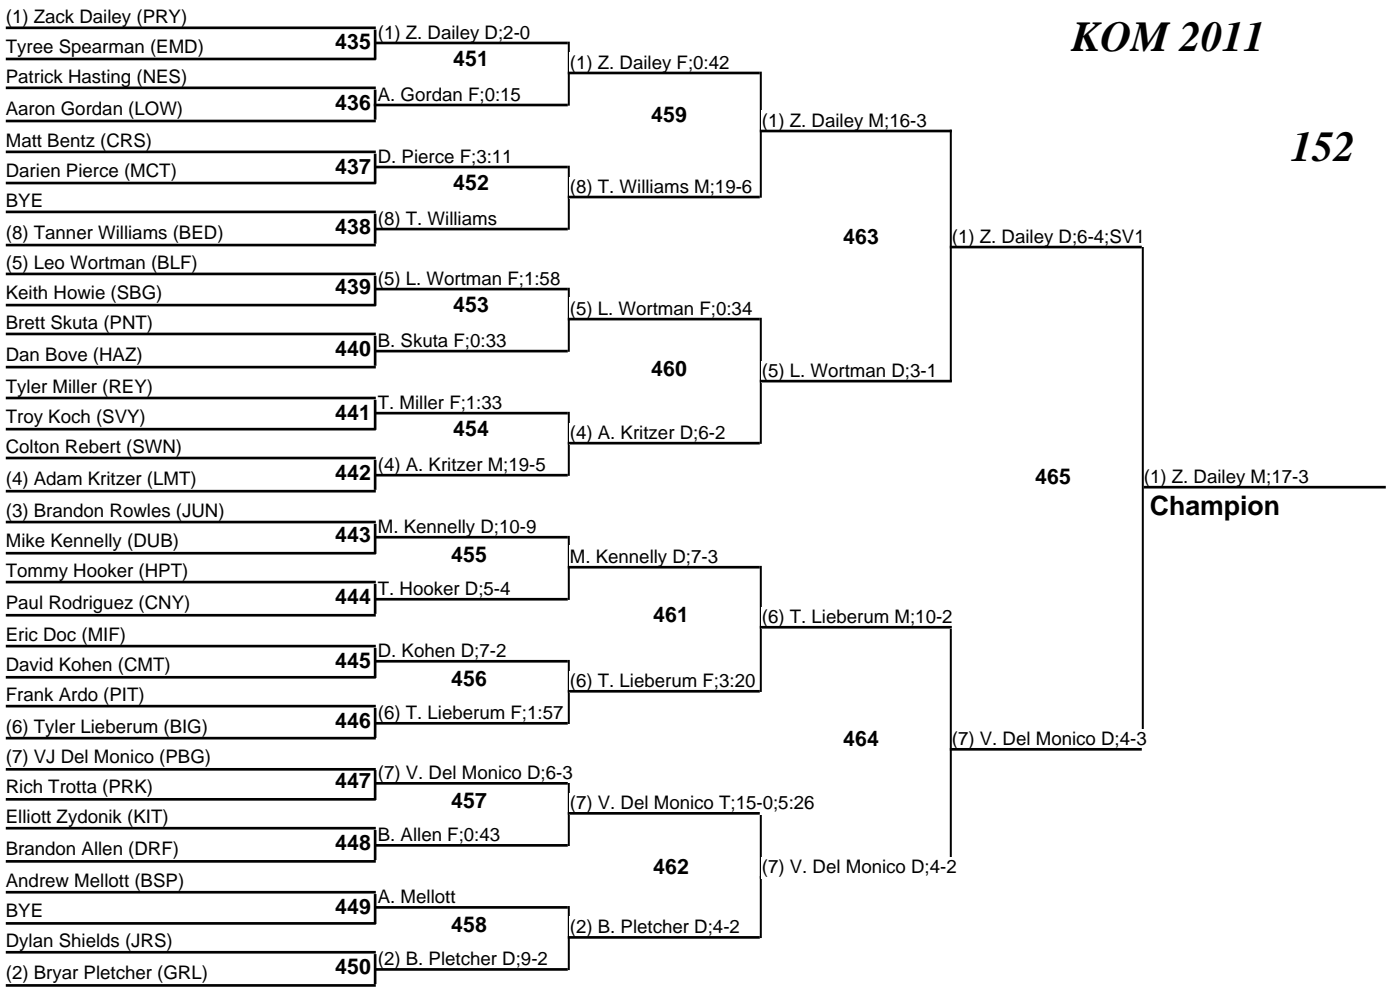 KOM 2011
152
(1) Zack Dailey (PRY)
Tyree Spearman (EMD)
Patrick Hasting (NES)
Aaron Gordan (LOW)
Matt Bentz (CRS)
Darien Pierce (MCT)
BYE
(8) Tanner Williams (BED)
(5) Leo Wortman (BLF)
Keith Howie (SBG)
Brett Skuta (PNT)
Dan Bove (HAZ)
Tyler Miller (REY)
Troy Koch (SVY)
Colton Rebert (SWN)
(4) Adam Kritzer (LMT)
(3) Brandon Rowles (JUN)
Mike Kennelly (DUB)
Tommy Hooker (HPT)
Paul Rodriguez (CNY)
Eric Doc (MIF)
David Kohen (CMT)
Frank Ardo (PIT)
(6) Tyler Lieberum (BIG)
(7) VJ Del Monico (PBG)
Rich Trotta (PRK)
Elliott Zydonik (KIT)
Brandon Allen (DRF)
Andrew Mellott (BSP)
BYE
Dylan Shields (JRS)
(2) Bryar Pletcher (GRL)
435
436
437
438
439
440
441
442
443
444
445
446
447
448
449
450
(1) Z. Dailey D;2-0
A. Gordan F;0:15
D. Pierce F;3:11
(8) T. Williams
(5) L. Wortman F;1:58
B. Skuta F;0:33
T. Miller F;1:33
(4) A. Kritzer M;19-5
M. Kennelly D;10-9
T. Hooker D;5-4
D. Kohen D;7-2
(6) T. Lieberum F;1:57
(7) V. Del Monico D;6-3
B. Allen F;0:43
A. Mellott
(2) B. Pletcher D;9-2
451
452
453
454
455
456
457
458
(1) Z. Dailey F;0:42
(8) T. Williams M;19-6
(5) L. Wortman F;0:34
(4) A. Kritzer D;6-2
M. Kennelly D;7-3
(6) T. Lieberum F;3:20
(7) V. Del Monico T;15-0;5:26
(2) B. Pletcher D;4-2
459
460
461
462
(1) Z. Dailey M;16-3
(5) L. Wortman D;3-1
(6) T. Lieberum M;10-2
(7) V. Del Monico D;4-2
463
464
(1) Z. Dailey D;6-4;SV1
(7) V. Del Monico D;4-3
465
(1) Z. Dailey M;17-3
Champion